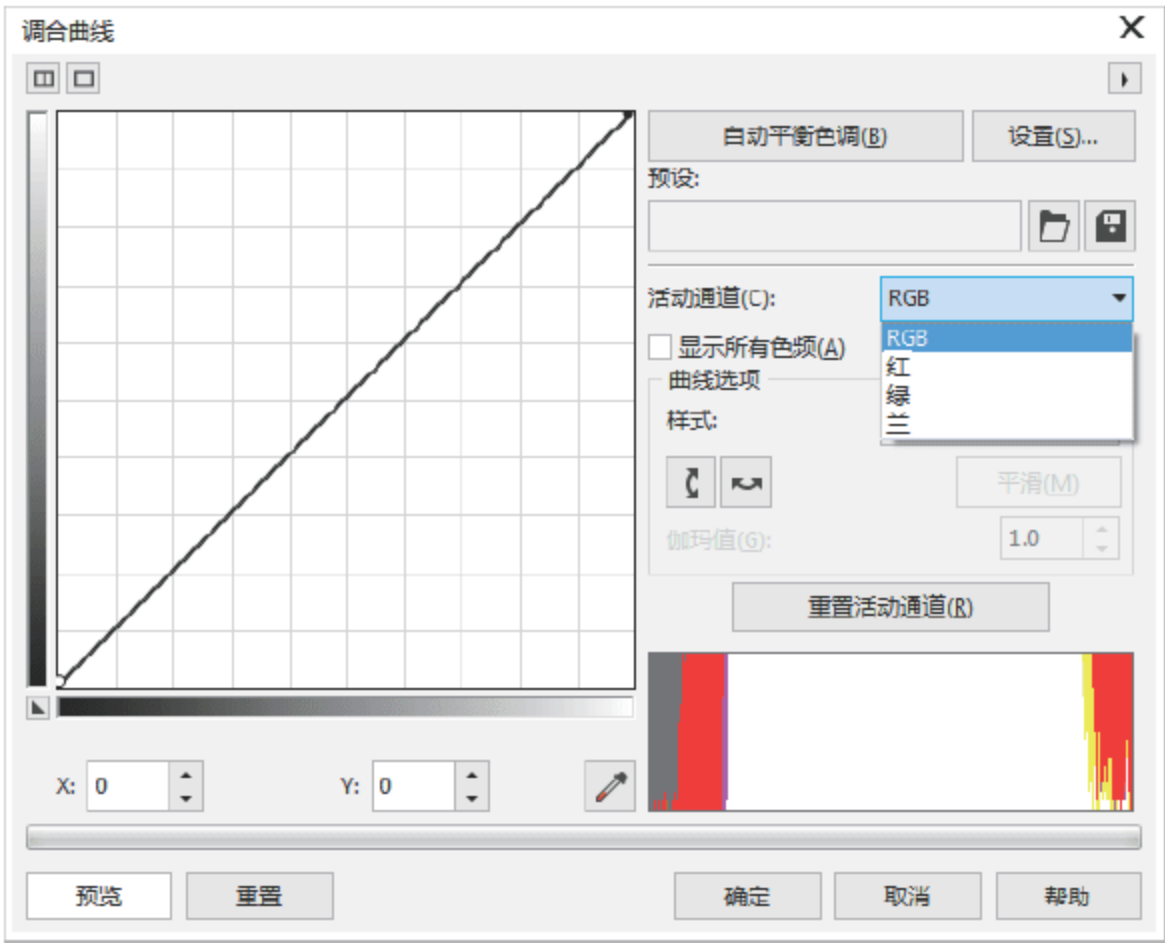 调合曲线
自动平衡色调(B) 设置(S)...
预设:
活动通道(C): RGB
RGB
红
绿
兰
显示所有色频(A)
曲线选项
样式:
平滑(M)
伽玛值(G): 1.0
重置活动通道(R)
X: 0 Y: 0
预览 重置 确定 取消 帮助